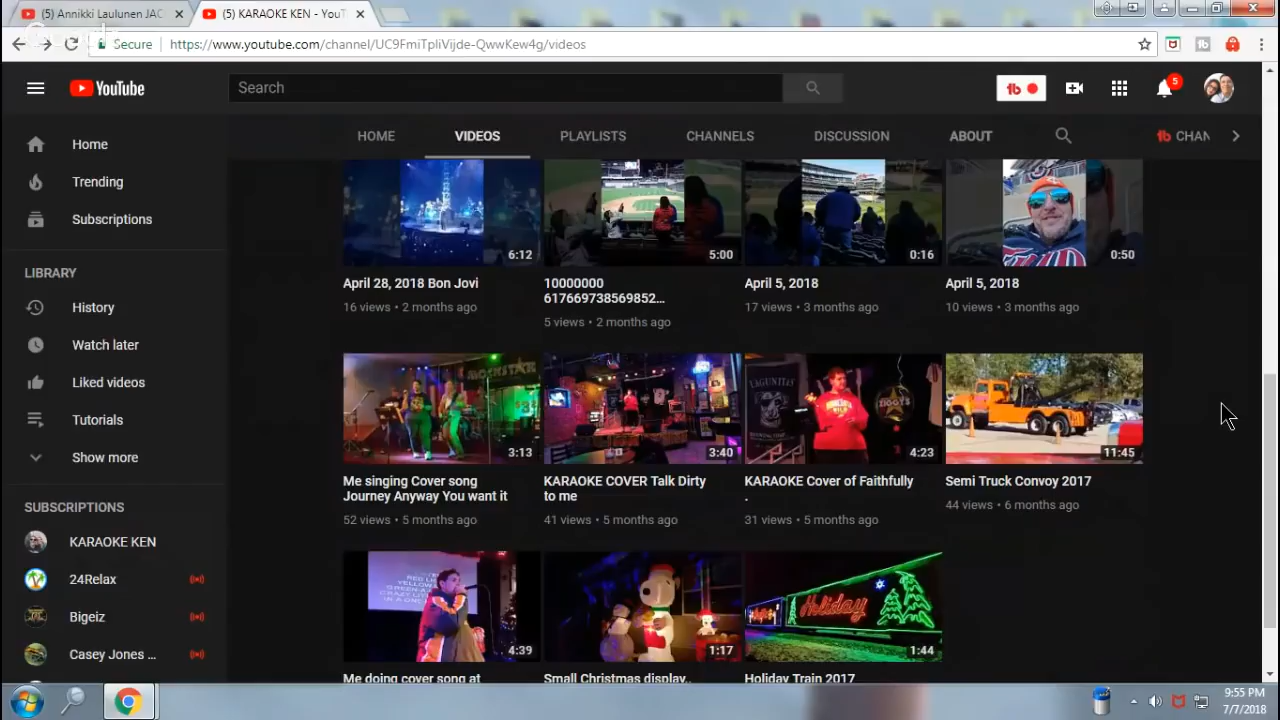 (5) Annikki Laulunen JAC
(5) KARAOKE KEN - YouT
Secure
https://www.youtube.com/channel/UC9FmiTpliVijde-QwwKew4g/videos
YouTube
Search
tb
5
HOME
VIDEOS
PLAYLISTS
CHANNELS
DISCUSSION
ABOUT
tb CHAN
Home
Trending
Subscriptions
LIBRARY
History
Watch later
Liked videos
Tutorials
Show more
SUBSCRIPTIONS
KARAOKE KEN
24Relax
Bigeiz
Casey Jones ...
6:12
April 28, 2018 Bon Jovi
16 views • 2 months ago
5:00
10000000
617669738569852...
5 views • 2 months ago
0:16
April 5, 2018
17 views • 3 months ago
0:50
April 5, 2018
10 views • 3 months ago
ROCKSTAR
3:13
Me singing Cover song
Journey Anyway You want it
52 views • 5 months ago
3:40
KARAOKE COVER Talk Dirty
to me
41 views • 5 months ago
LAGUNITAS
ZIGGYS
4:23
KARAOKE Cover of Faithfully
.
31 views • 5 months ago
11:45
Semi Truck Convoy 2017
44 views • 6 months ago
4:39
Me doing cover song at
1:17
Small Christmas display..
Holiday
1:44
Holiday Train 2017
9:55 PM
7/7/2018